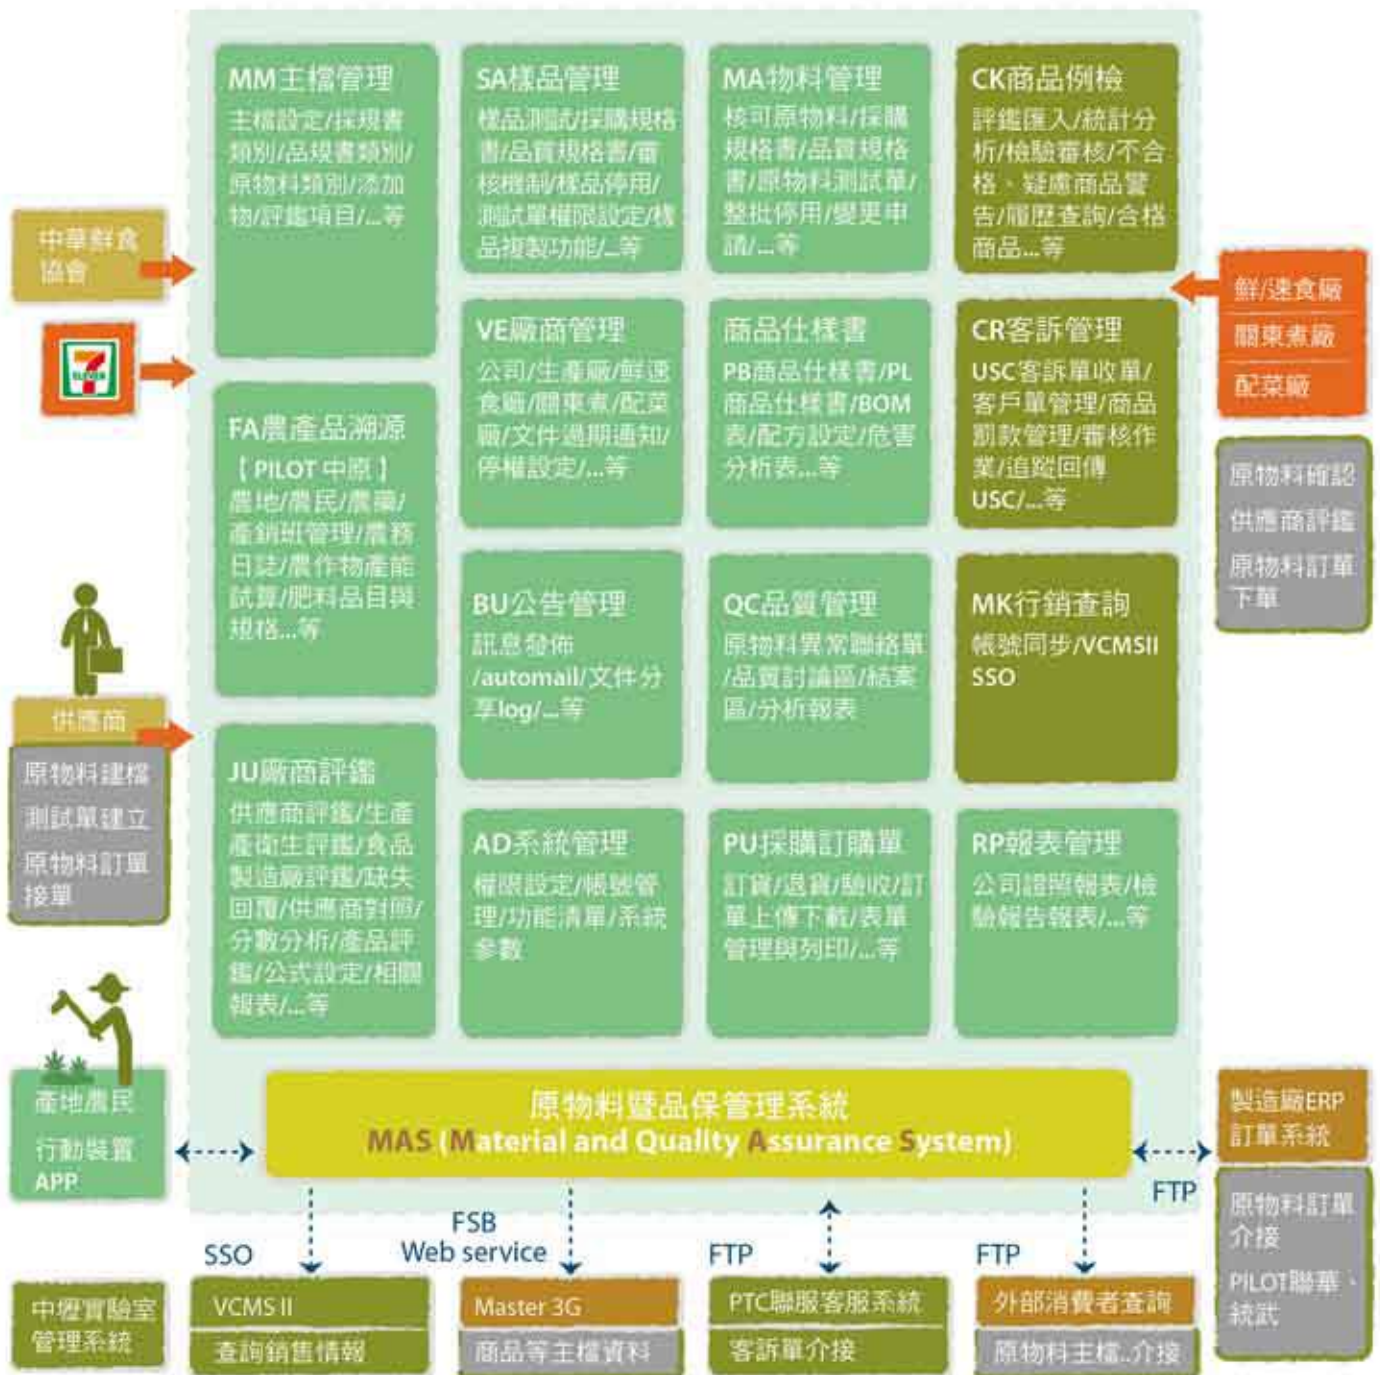 MM主檔管理
主檔設定/採規書
類別/品規書類別/
原物料類別/添加
物/評鑑項目/...等
SA樣品管理
樣品測試/採購規格
書/品質規格書/審
核機制/樣品停用/
測試單權限設定/樣
品複製功能/...等
MA物料管理
核可原物料/採購
規格書/品質規格
書/原物料測試單/
整批停用/變更申
請/...等
CK商品例檢
評鑑匯入/統計分
析/檢驗審核/不合
格、疑慮商品警
告/履歷查詢/合格
商品...等
中華鮮食
協會
7
ELEVEN
鮮/速食廠
關東煮廠
配菜廠
原物料確認
供應商評鑑
原物料訂單
下單
FA農產品溯源
【PILOT 中原】
農地/農民/農藥/
產銷班管理/農務
日誌/農作物產能
試算/肥料品目與
規格...等
VE廠商管理
公司/生產廠/鮮速
食廠/關東煮/配菜
廠/文件過期通知/
停權設定/...等
商品仕樣書
PB商品仕樣書/PL
商品仕樣書/BOM
表/配方設定/危害
分析表...等
CR客訴管理
USC客訴單收單/
客戶單管理/商品
罰款管理/審核作
業/追蹤回傳
USC/...等
BU公告管理
訊息發佈
/automail/文件分
享log/...等
QC品質管理
原物料異常聯絡單
/品質討論區/結案
區/分析報表
MK行銷查詢
帳號同步/VCMSII
SSO
供應商
原物料建檔
測試單建立
原物料訂單
接單
JU廠商評鑑
供應商評鑑/生產
產衛生評鑑/食品
製造廠評鑑/缺失
回覆/供應商對照/
分數分析/產品評
鑑/公式設定/相關
報表/...等
AD系統管理
權限設定/帳號管
理/功能清單/系統
參數
PU採購訂購單
訂貨/退貨/驗收/訂
單上傳下載/表單
管理與列印/...等
RP報表管理
公司證照報表/檢
驗報告報表/...等
產地農民
行動裝置
APP
原物料暨品保管理系統
MAS (Material and Quality Assurance System)
製造廠ERP
訂單系統
原物料訂單
介接
PILOT聯華、
統武
FTP
SSO
FSB
Web service
FTP
FTP
中壢實驗室
管理系統
VCMS II
查詢銷售情報
Master 3G
商品等主檔資料
PTC聯服客服系統
客訴單介接
外部消費者查詢
原物料主檔..介接